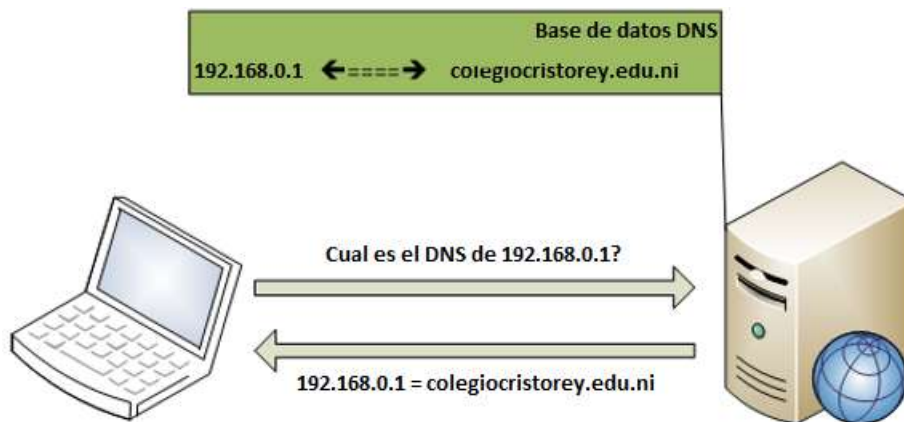 Base de datos DNS
192.168.0.1 🡸====🡺 colegiocristorey.edu.ni
Cual es el DNS de 192.168.0.1?
192.168.0.1 = colegiocristorey.edu.ni